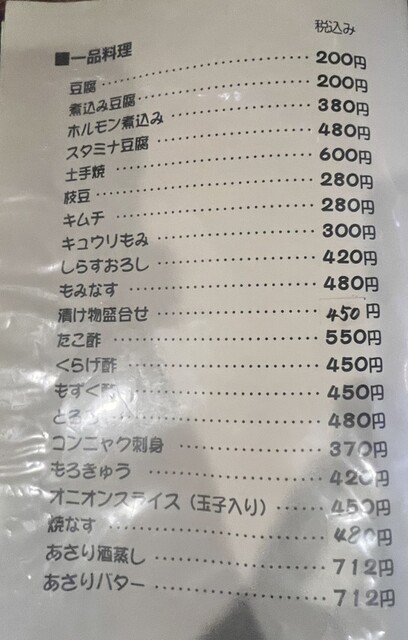 税込み
■一品料理
豆腐 200円
煮込み豆腐 200円
ホルモン煮込み 380円
スタミナ豆腐 480円
土手焼 600円
枝豆 280円
キムチ 280円
キュウリもみ 300円
しらすおろし 420円
もみなす 480円
漬け物盛合せ 450円
たこ酢 550円
くらげ酢 450円
もずく酢 450円
とろろ 480円
コンニャク刺身 370円
もろきゅう 420円
オニオンスライス（玉子入り） 450円
焼なす 480円
あさり酒蒸し 712円
あさりバター 712円